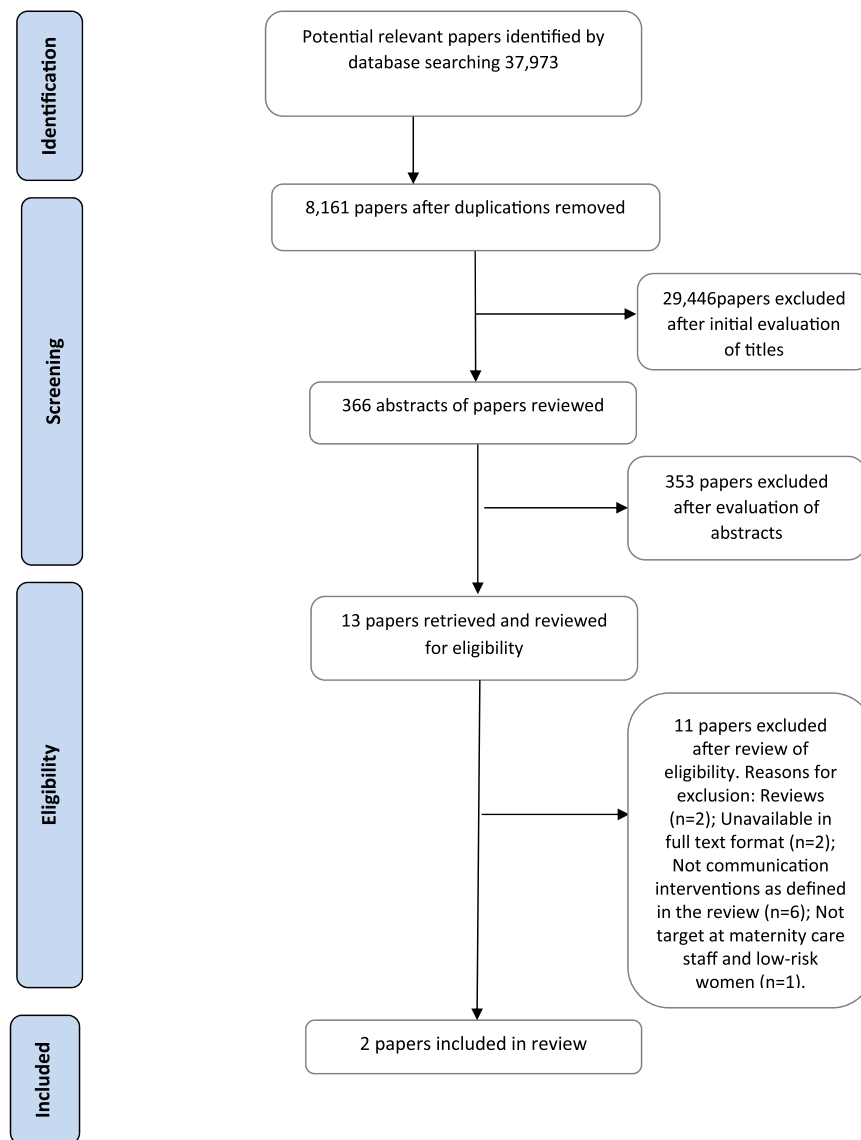 Identification
Potential relevant papers identified by
database searching 37,973
Screening
8,161 papers after duplications removed
29,446papers excluded
after initial evaluation
of titles
366 abstracts of papers reviewed
353 papers excluded
after evaluation of
abstracts
Eligibility
13 papers retrieved and reviewed
for eligibility
11 papers excluded
after review of
eligibility. Reasons for
exclusion: Reviews
(n=2); Unavailable in
full text format (n=2);
Not communication
interventions as defined
in the review (n=6); Not
target at maternity care
staff and low-risk
women (n=1).
Included
2 papers included in review